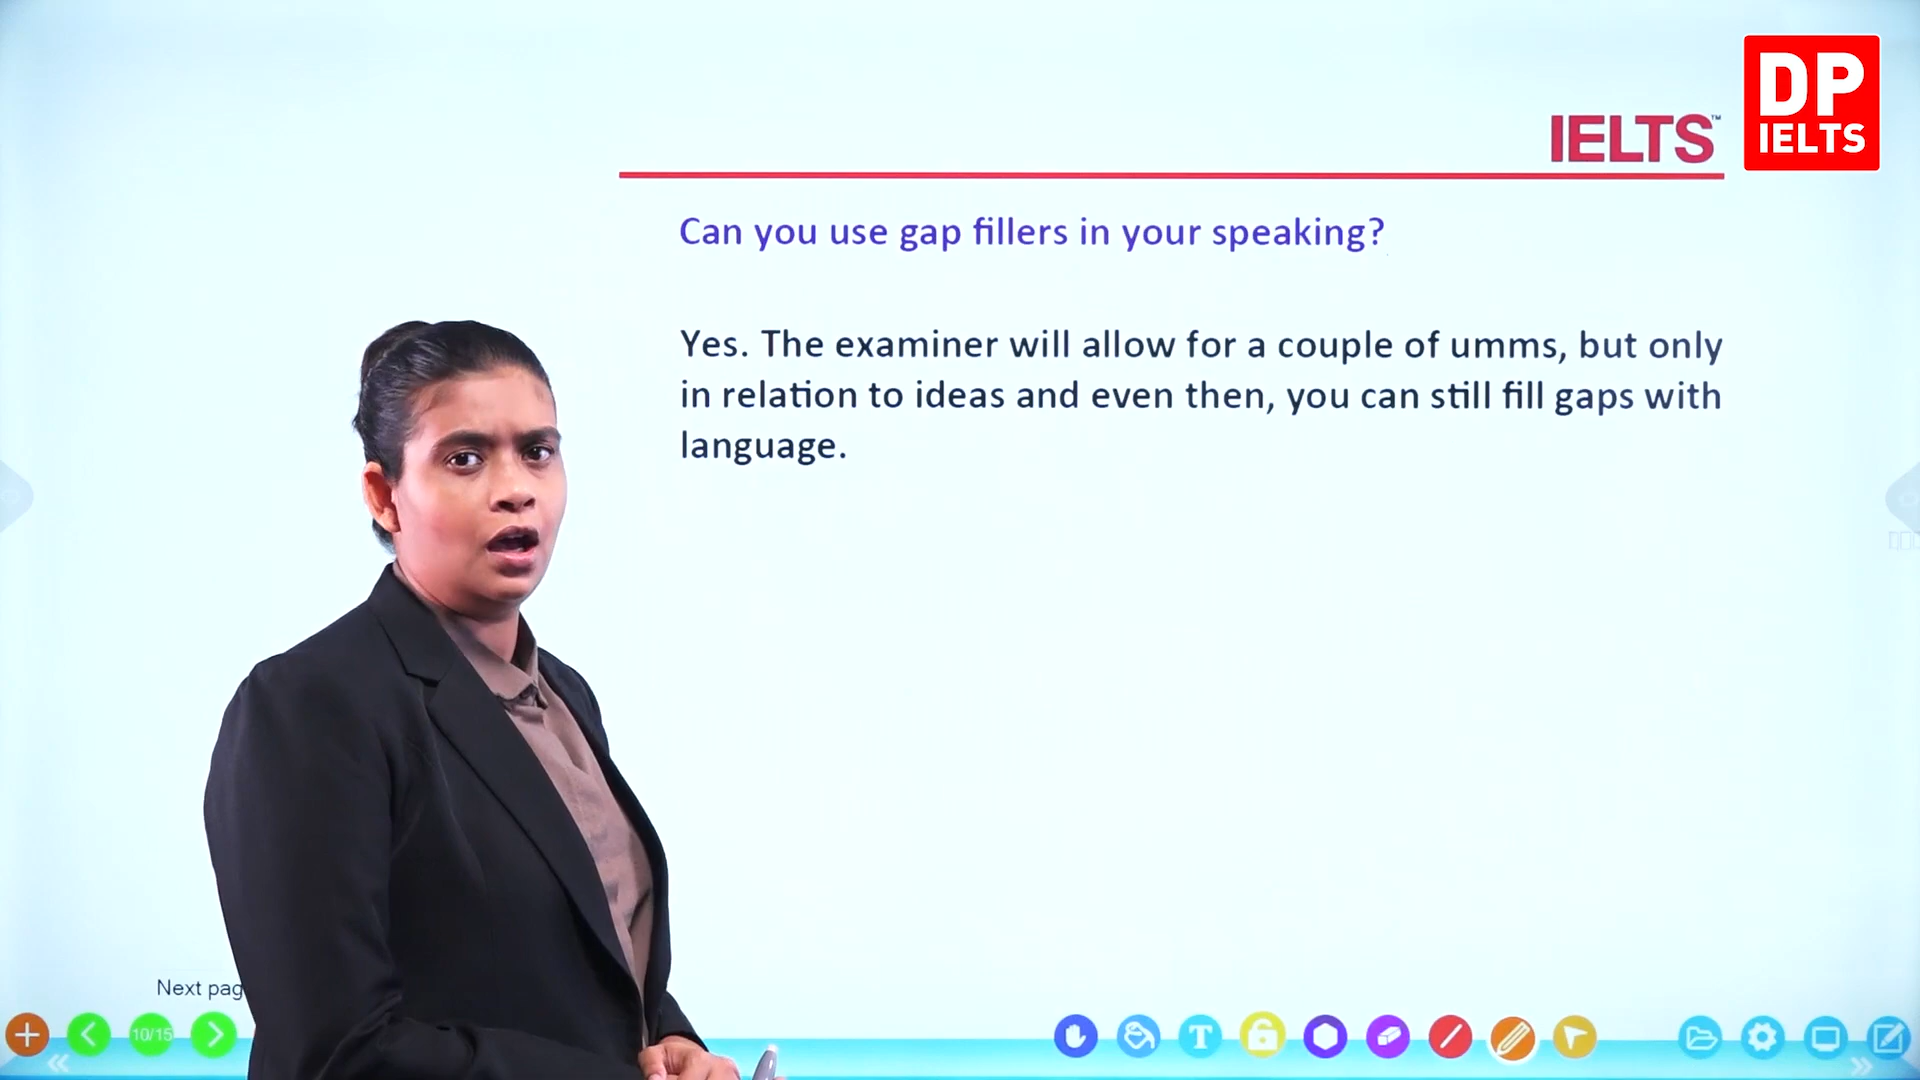 DP
IELTS
IELTS™
Can you use gap fillers in your speaking?
Yes. The examiner will allow for a couple of umms, but only
in relation to ideas and even then, you can still fill gaps with
language.
Next pag
10/15
T